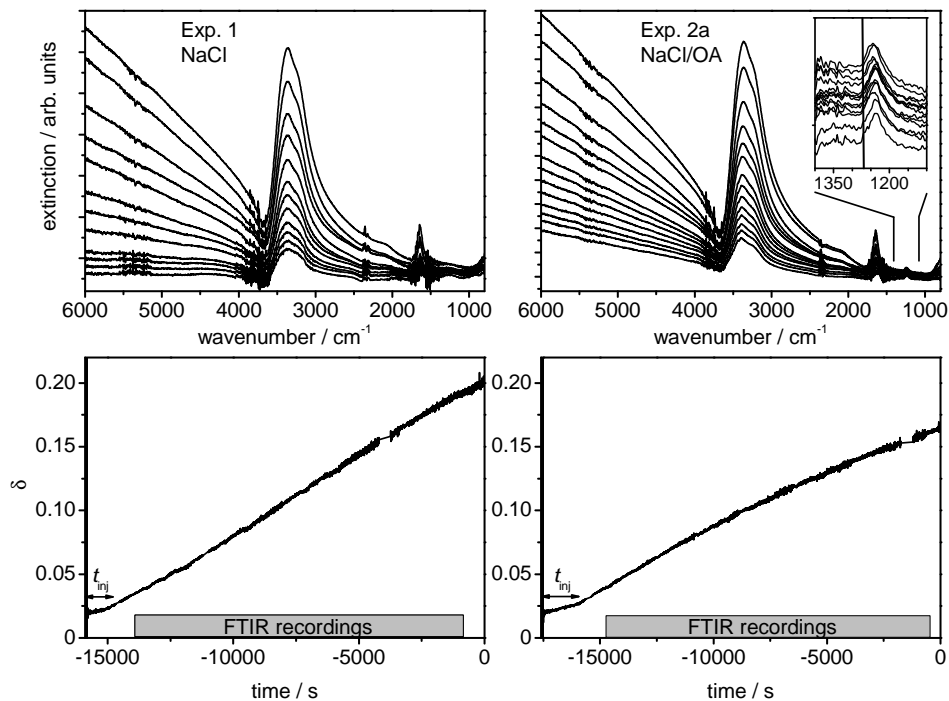 Exp. 1
NaCl
Exp. 2a
NaCl/OA
1350 1200
extinction / arb. units
6000 5000 4000 3000 2000 1000
6000 5000 4000 3000 2000 1000
wavenumber / cm⁻¹
wavenumber / cm⁻¹
0.20
0.15
0.10
0.05
0
δ
t inj
FTIR recordings
-15000 -10000 -5000 0
time / s
0.20
0.15
0.10
0.05
0
t inj
FTIR recordings
-15000 -10000 -5000 0
time / s